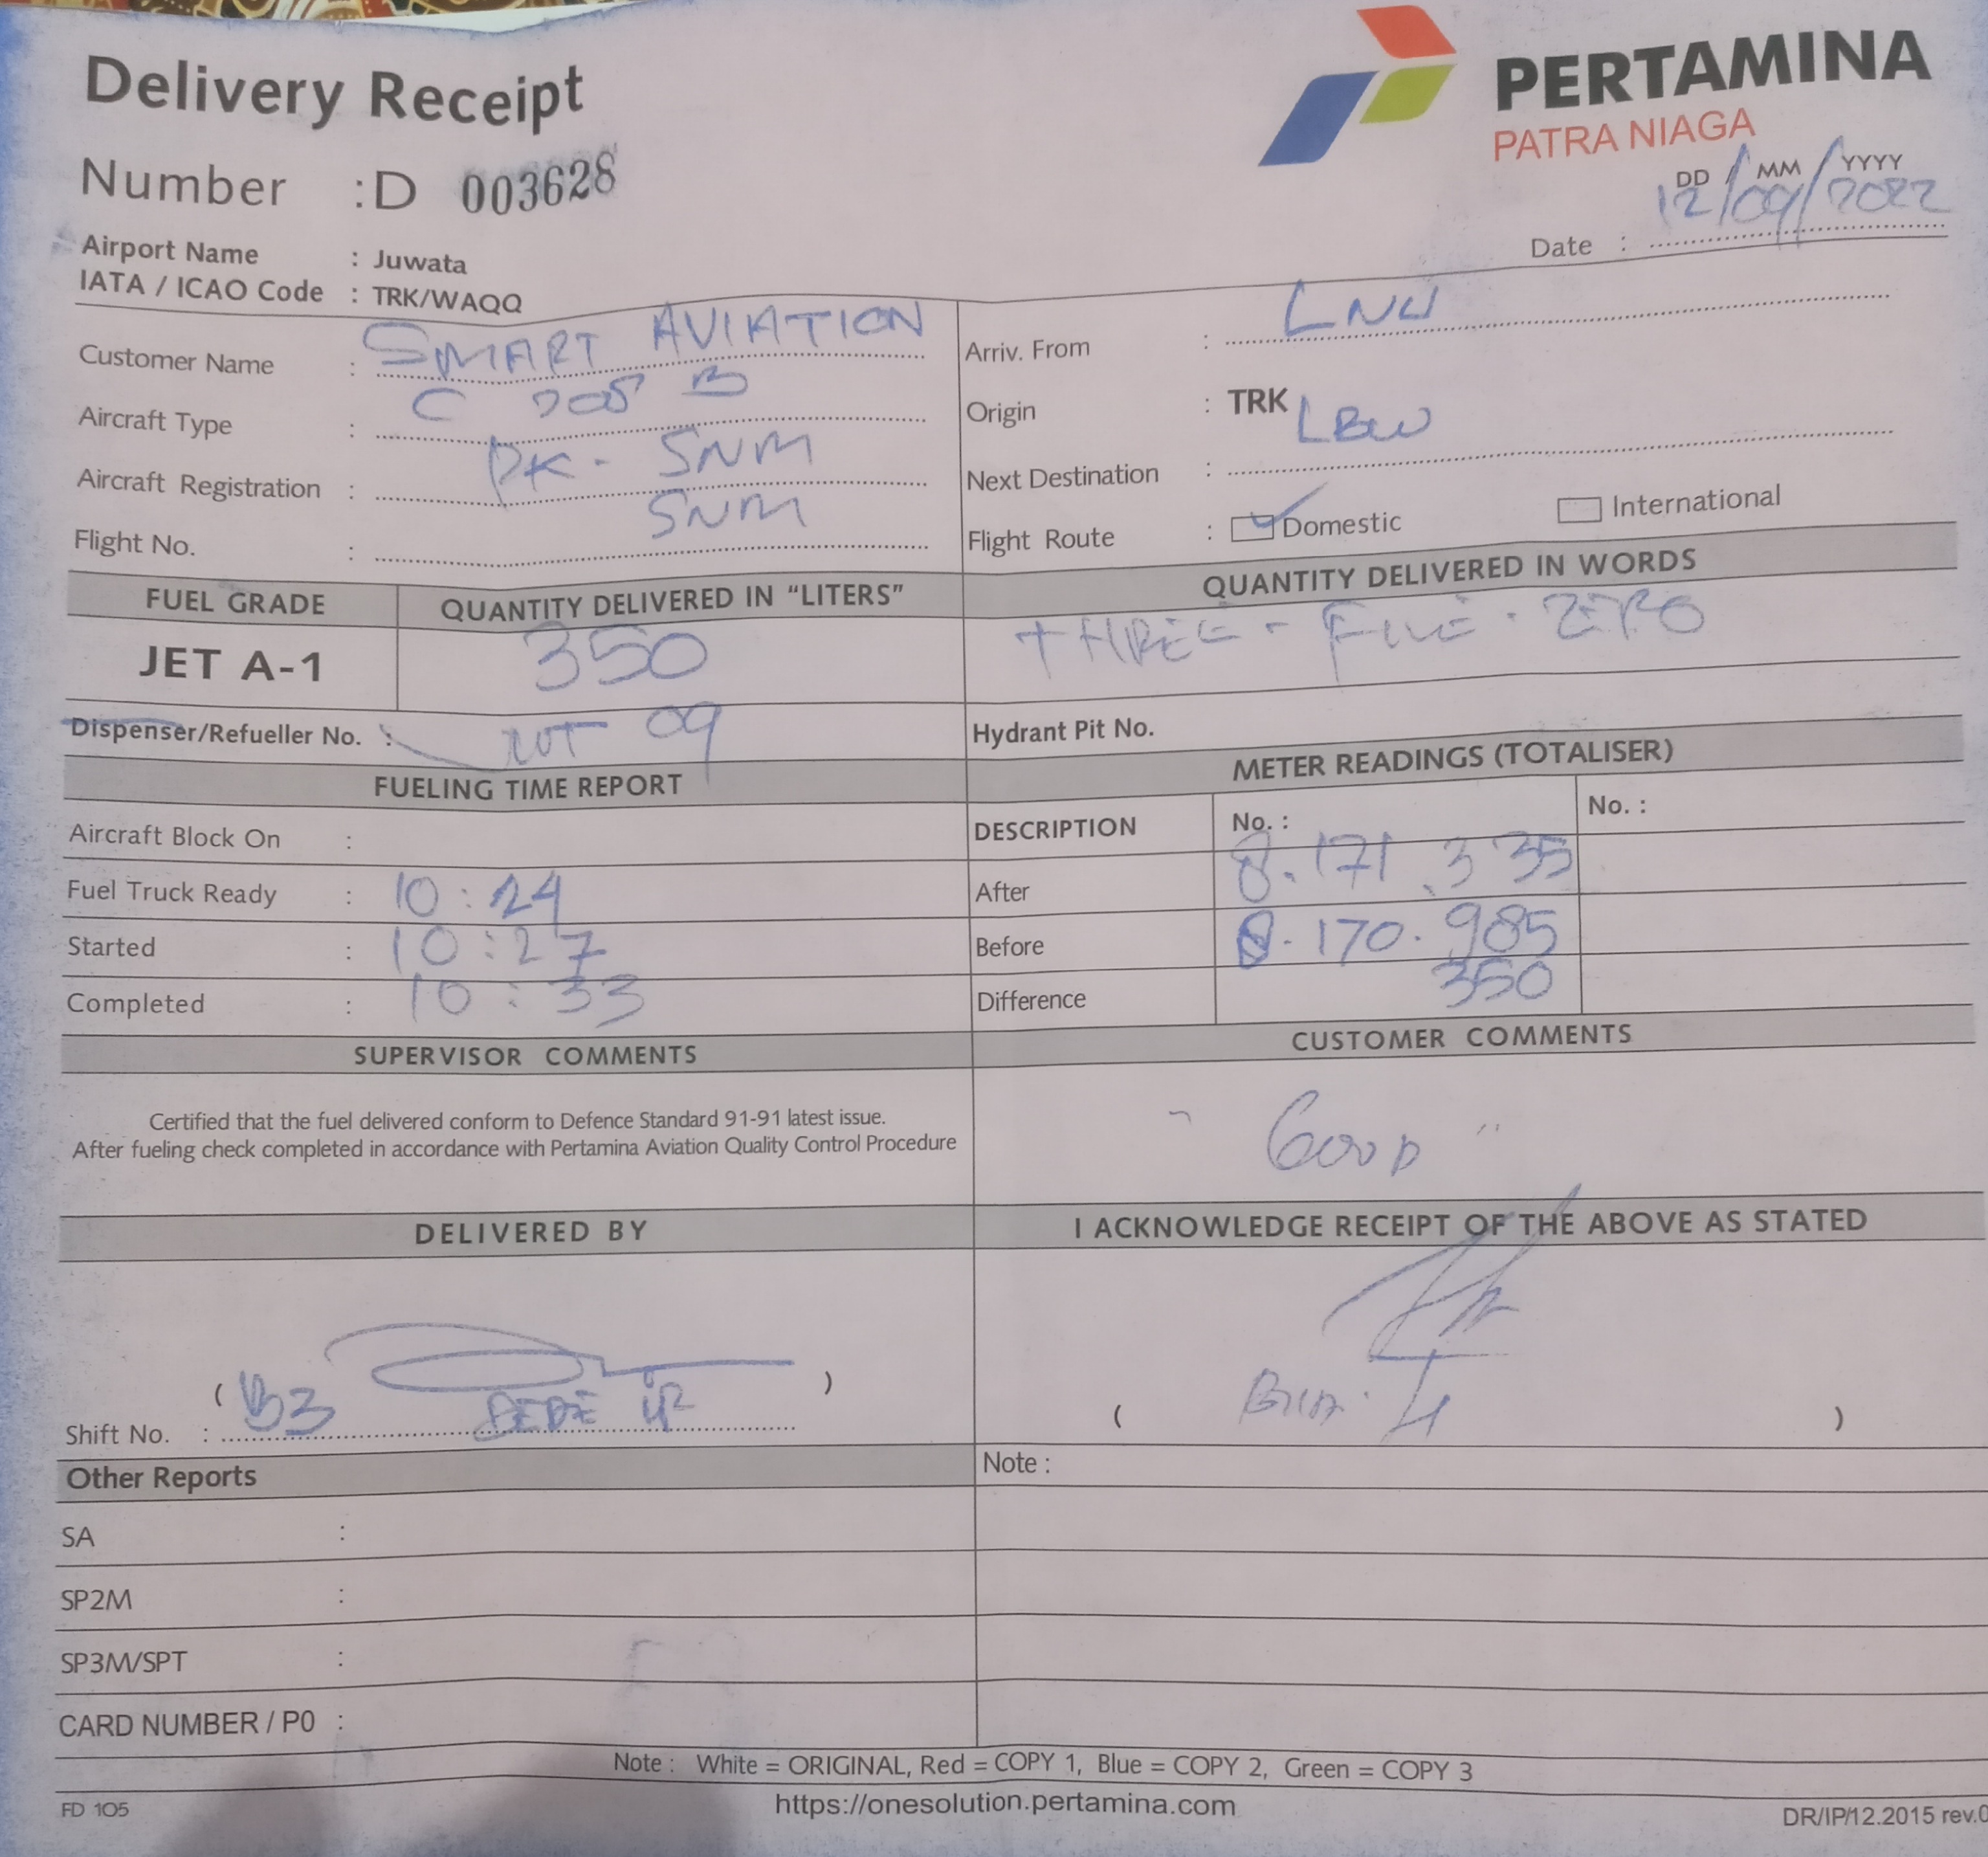 Delivery Receipt
PERTAMINA
PATRA NIAGA
Number : D 003628
DD / MM / YYYY
Date : 12/09/2022
Airport Name : Juwata
IATA / ICAO Code : TRK/WAQQ
Customer Name : SMART AVIATION
Aircraft Type : C 208 B
Aircraft Registration : PK - SNM
Flight No. : SNM
Arriv. From : LNU
Origin : TRK
Next Destination : LBW
Flight Route : Domestic International
FUEL GRADE QUANTITY DELIVERED IN "LITERS" QUANTITY DELIVERED IN WORDS
JET A-1 350 THREE - FIVE - ZERO
Dispenser/Refueller No. : 09
Hydrant Pit No.
FUELING TIME REPORT
METER READINGS (TOTALISER)
Aircraft Block On :
DESCRIPTION No. : No. :
Fuel Truck Ready : 10 : 24
After 8.171.335
Started : 10 : 27
Before 8.170.985
Completed : 10 : 33
Difference 350
SUPERVISOR COMMENTS
CUSTOMER COMMENTS
Certified that the fuel delivered conform to Defence Standard 91-91 latest issue.
After fueling check completed in accordance with Pertamina Aviation Quality Control Procedure
" GOOD "
DELIVERED BY
I ACKNOWLEDGE RECEIPT OF THE ABOVE AS STATED
( )
Shift No. : B3 DEDE
( )
Other Reports
Note :
SA :
SP2M :
SP3M/SPT :
CARD NUMBER / PO :
Note : White = ORIGINAL, Red = COPY 1, Blue = COPY 2, Green = COPY 3
FD 105
https://onesolution.pertamina.com
DR/IP/12.2015 rev.0